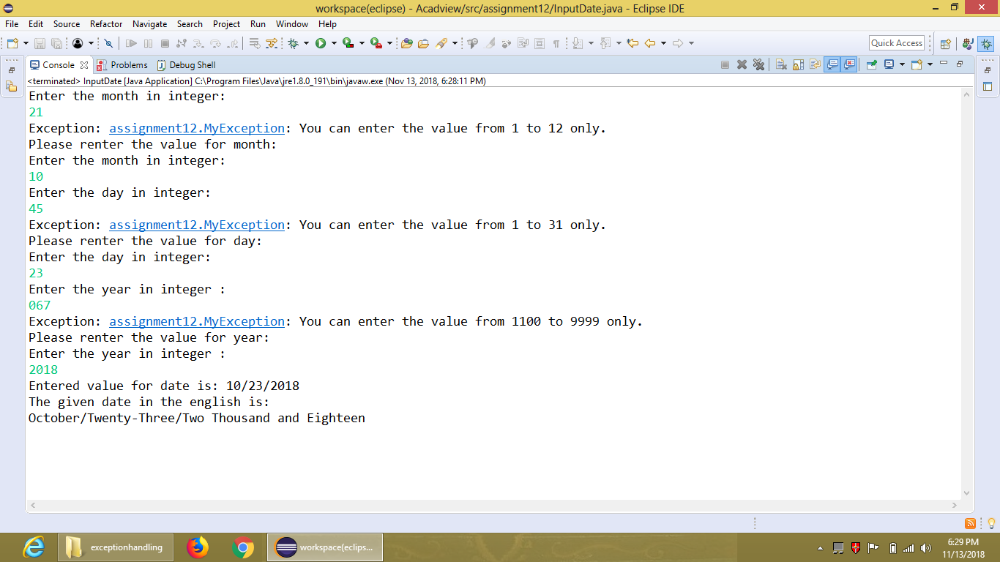 workspace(eclipse) - Acadview/src/assignment12/InputDate.java - Eclipse IDE
File Edit Source Refactor Navigate Search Project Run Window Help
Quick Access
Console Problems Debug Shell
<terminated> InputDate [Java Application] C:\Program Files\Java\jre1.8.0_191\bin\javaw.exe (Nov 13, 2018, 6:28:11 PM)
Enter the month in integer:
21
Exception: assignment12.MyException: You can enter the value from 1 to 12 only.
Please renter the value for month:
Enter the month in integer:
10
Enter the day in integer:
45
Exception: assignment12.MyException: You can enter the value from 1 to 31 only.
Please renter the value for day:
Enter the day in integer:
23
Enter the year in integer :
067
Exception: assignment12.MyException: You can enter the value from 1100 to 9999 only.
Please renter the value for year:
Enter the year in integer :
2018
Entered value for date is: 10/23/2018
The given date in the english is:
October/Twenty-Three/Two Thousand and Eighteen
exceptionhandling
workspace(eclips...
6:29 PM
11/13/2018